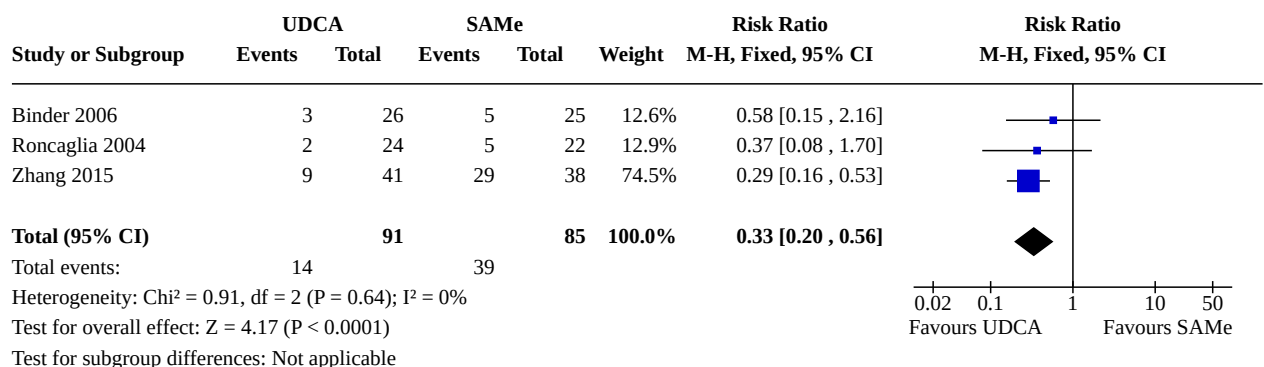 UDCA SAMe Risk Ratio Risk Ratio
Study or Subgroup Events Total Events Total Weight M-H, Fixed, 95% CI M-H, Fixed, 95% CI
Binder 2006 3 26 5 25 12.6% 0.58 [0.15 , 2.16]
Roncaglia 2004 2 24 5 22 12.9% 0.37 [0.08 , 1.70]
Zhang 2015 9 41 29 38 74.5% 0.29 [0.16 , 0.53]
Total (95% CI) 91 85 100.0% 0.33 [0.20 , 0.56]
Total events: 14 39
Heterogeneity: Chi² = 0.91, df = 2 (P = 0.64); I² = 0%
0.02 0.1 1 10 50
Test for overall effect: Z = 4.17 (P < 0.0001)
Favours UDCA Favours SAMe
Test for subgroup differences: Not applicable